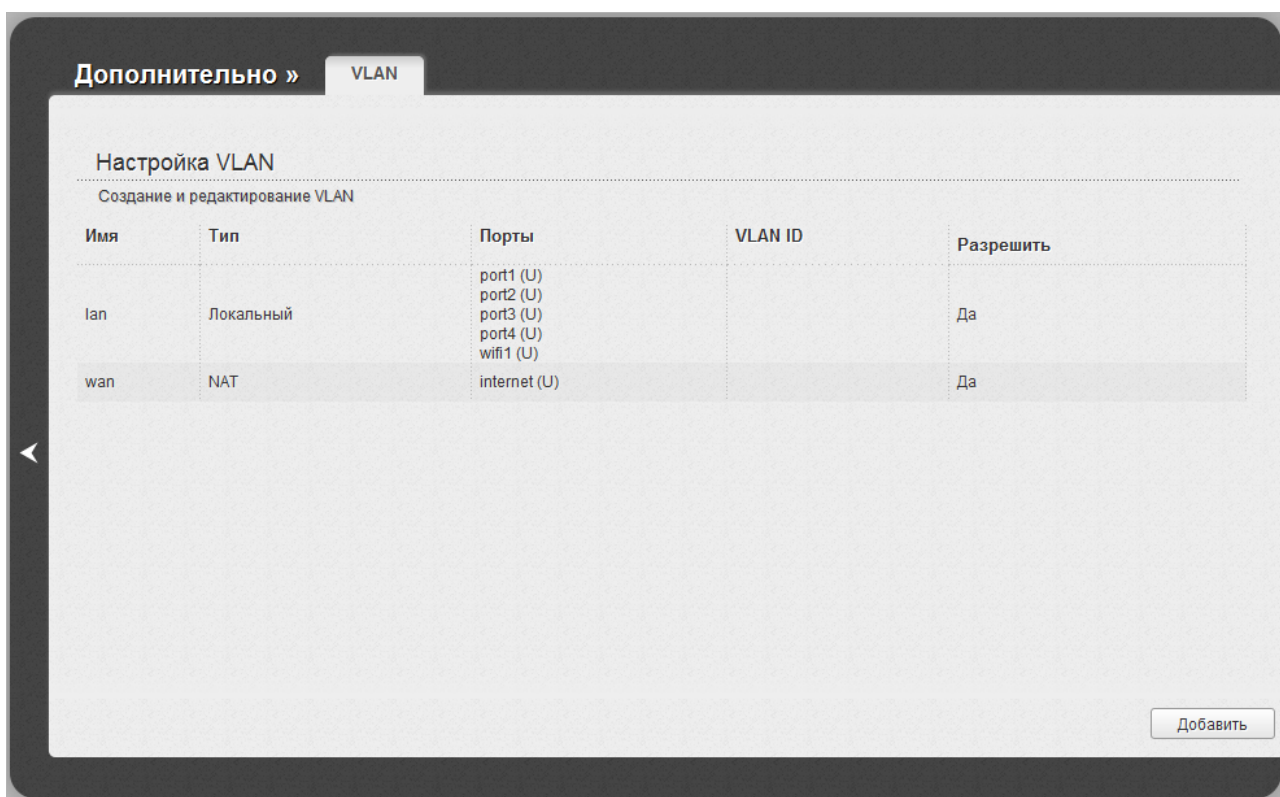 Дополнительно » VLAN
Настройка VLAN
Создание и редактирование VLAN
Имя Тип Порты VLAN ID Разрешить
lan Локальный port1 (U) Да
port2 (U)
port3 (U)
port4 (U)
wifi1 (U)
wan NAT internet (U) Да
Добавить